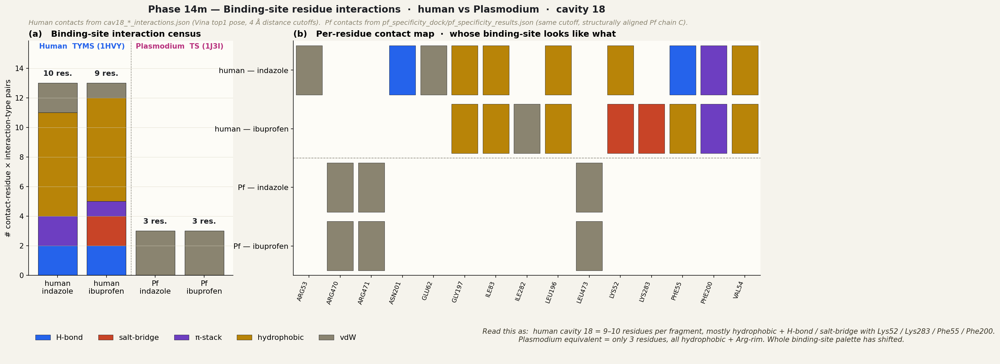 Phase 14m — Binding-site residue interactions · human vs Plasmodium · cavity 18
Human contacts from cav18_*_interactions.json (Vina top1 pose, 4 Å distance cutoffs). Pf contacts from pf_specificity_dock/pf_specificity_results.json (same cutoff, structurally aligned Pf chain C).
(a) Binding-site interaction census
Human TYMS (1HVY)
Plasmodium TS (1J3I)
# contact-residue × interaction-type pairs
14
12
10
8
6
4
2
0
10 res.
9 res.
3 res.
3 res.
human
indazole
human
ibuprofen
Pf
indazole
Pf
ibuprofen
(b) Per-residue contact map · whose binding-site looks like what
human — indazole
human — ibuprofen
Pf — indazole
Pf — ibuprofen
ARG53
ARG470
ARG471
ASN201
GLU62
GLY197
ILE83
ILE282
LEU196
LEU473
LYS52
LYS283
PHE55
PHE200
VAL54
H-bond
salt-bridge
π-stack
hydrophobic
vdW
Read this as: human cavity 18 = 9–10 residues per fragment, mostly hydrophobic + H-bond / salt-bridge with Lys52 / Lys283 / Phe55 / Phe200.
Plasmodium equivalent = only 3 residues, all hydrophobic + Arg-rim. Whole binding-site palette has shifted.